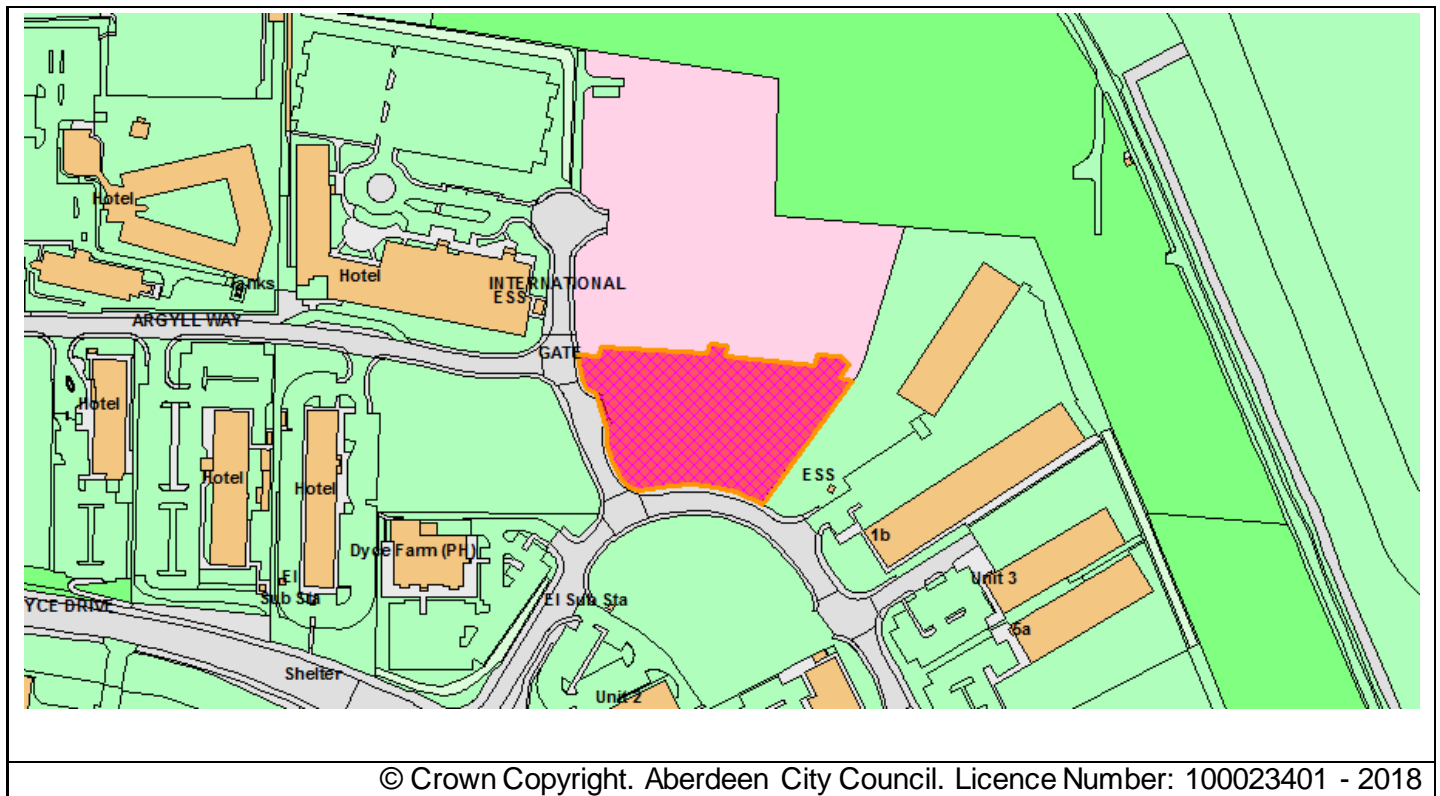 Hotel
Tanks
Hotel
INTERNATIONAL
ESS
ARGYLL WAY
GATE
Hotel
Hotel
Hotel
ESS
1b
Dyce Farm (PH)
El
Sub Sta
Unit 3
YCE DRIVE
El Sub Sta
5a
Shelter
Unit 2
© Crown Copyright. Aberdeen City Council. Licence Number: 100023401 - 2018